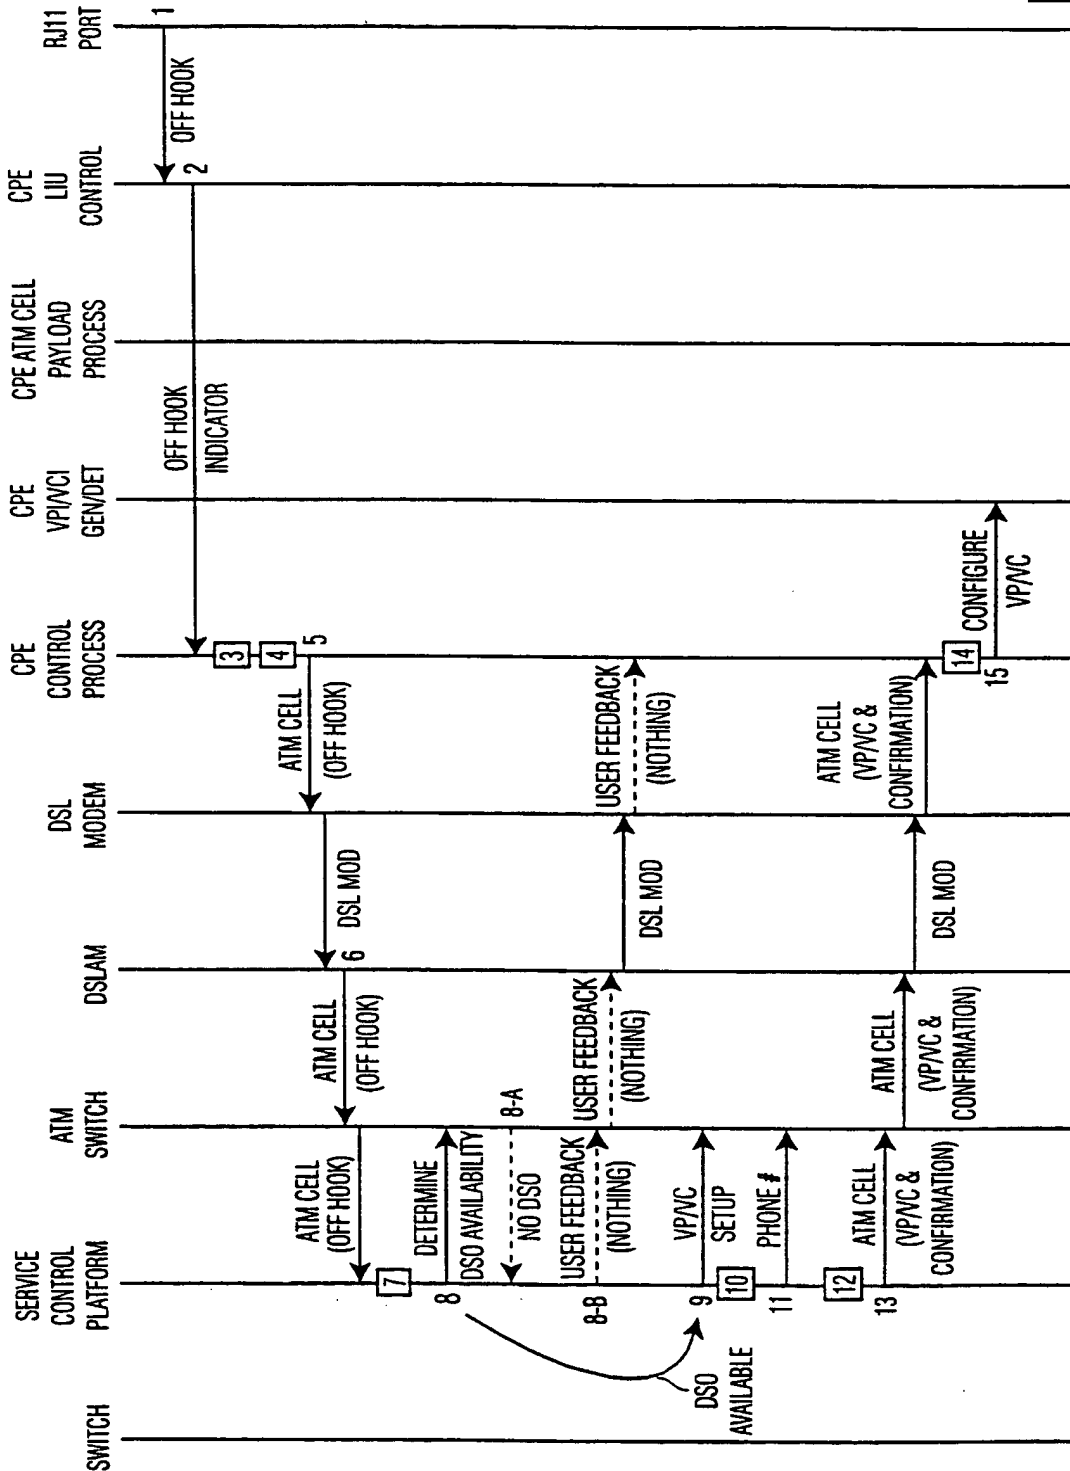 RJ11
PORT
CPE
LIU
CONTROL
CPE ATM CELL
PAYLOAD
PROCESS
CPE
VPI/VCI
GEN/DET
CPE
CONTROL
PROCESS
DSL
MODEM
DSLAM
ATM
SWITCH
SERVICE
CONTROL
PLATFORM
SWITCH
1
OFF HOOK
2
OFF HOOK
INDICATOR
3
4
5
ATM CELL
(OFF HOOK)
DSL MOD
6
ATM CELL
(OFF HOOK)
ATM CELL
(OFF HOOK)
7
8
DETERMINE
DSO AVAILABILITY
8-A
NO DSO
8-B
USER FEEDBACK
(NOTHING)
USER FEEDBACK
(NOTHING)
DSL MOD
USER FEEDBACK
(NOTHING)
DSO
AVAILABLE
9
VP/VC
SETUP
10
11
PHONE #
12
13
ATM CELL
(VP/VC &
CONFIRMATION)
ATM CELL
(VP/VC &
CONFIRMATION)
DSL MOD
ATM CELL
(VP/VC &
CONFIRMATION)
14
15
CONFIGURE
VP/VC